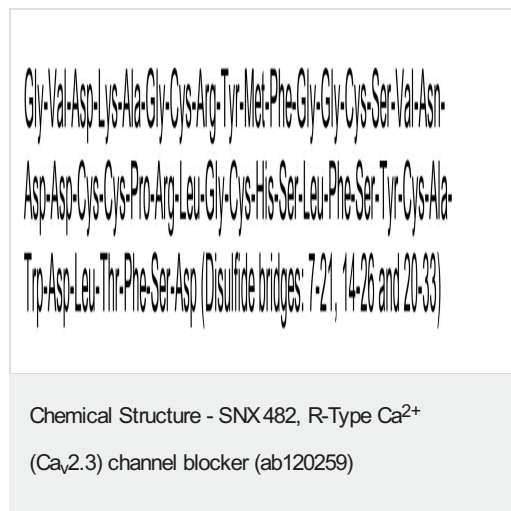 Gly-Val-Asp-Lys-Ala-Gly-Cys-Arg-Tyr-Met-Phe-Gly-Gly-Cys-Ser-Val-Asn-
Asp-Asp-Cys-Cys-Pro-Arg-Leu-Gly-Cys-His-Ser-Leu-Phe-Ser-Tyr-Cys-Ala-
Trp-Asp-Leu-Thr-Phe-Ser-Asp (Disulfide bridges: 7-21, 14-26 and 20-33)
Chemical Structure - SNX 482, R-Type Ca²⁺
(Caᵥ2.3) channel blocker (ab120259)